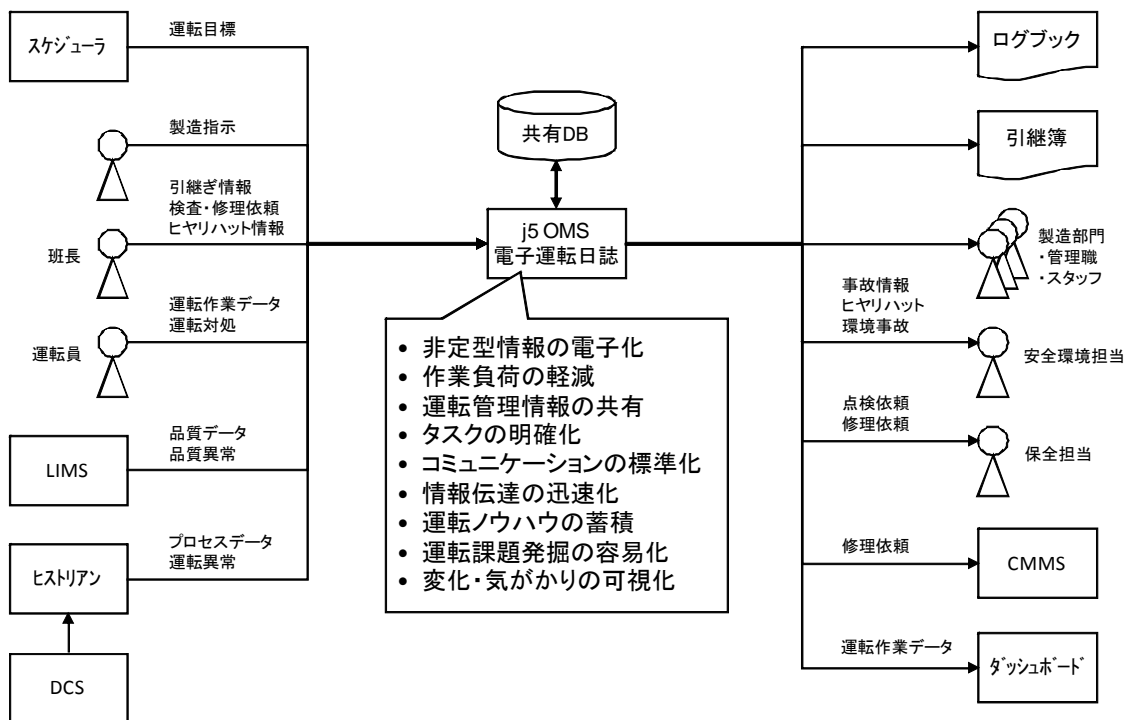 スケジューラ
運転目標
製造指示
引継ぎ情報
検査・修理依頼
ヒヤリハット情報
班長
運転作業データ
運転対処
運転員
LIMS
品質データ
品質異常
ヒストリアン
プロセスデータ
運転異常
DCS
共有DB
j5 OMS
電子運転日誌
• 非定型情報の電子化
• 作業負荷の軽減
• 運転管理情報の共有
• タスクの明確化
• コミュニケーションの標準化
• 情報伝達の迅速化
• 運転ノウハウの蓄積
• 運転課題発掘の容易化
• 変化・気がかりの可視化
ログブック
引継簿
製造部門
・管理職
・スタッフ
事故情報
ヒヤリハット
環境事故
安全環境担当
点検依頼
修理依頼
保全担当
修理依頼
CMMS
運転作業データ
ダッシュボード